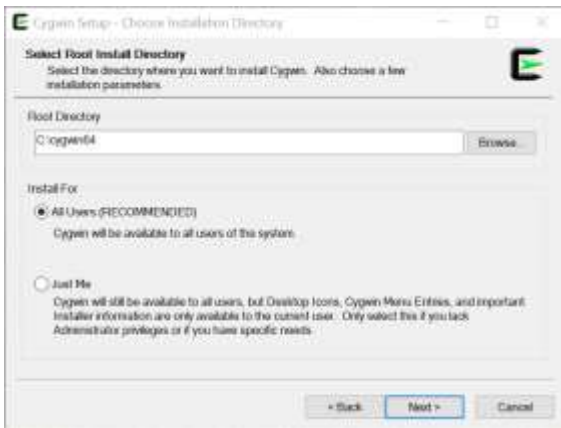 Cygwin Setup - Choose Installation Directory
Select Root Install Directory
Select the directory where you want to install Cygwin. Also choose a few
installation parameters.
Root Directory
C:\cygwin64
Browse...
Install For
All Users (RECOMMENDED)
Cygwin will be available to all users of the system.
Just Me
Cygwin will still be available to all users, but Desktop Icons, Cygwin Menu Entries, and important
Installer information are only available to the current user. Only select this if you lack
Administrator privileges or if you have specific needs.
< Back
Next >
Cancel